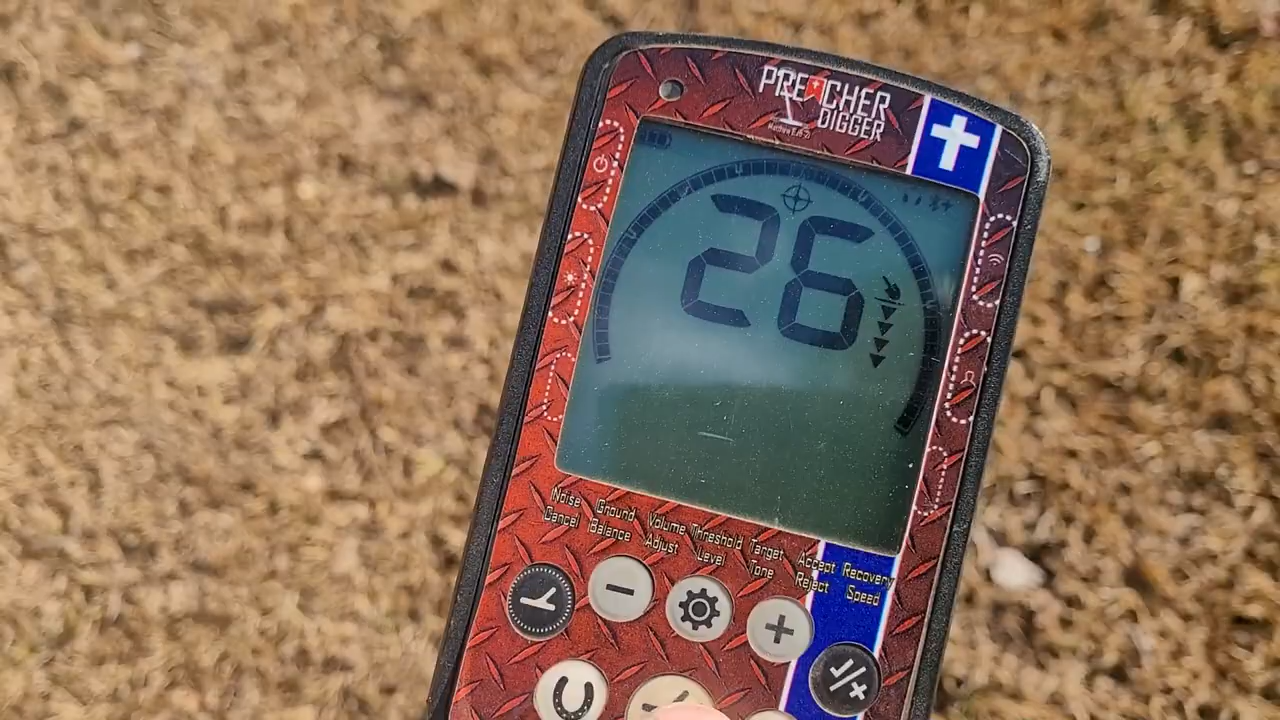 PREACHER
DIGGER
26
Noise Cancel
Ground Balance
Volume Adjust
Threshold Level
Target Tone
Accept Reject
Recovery Speed